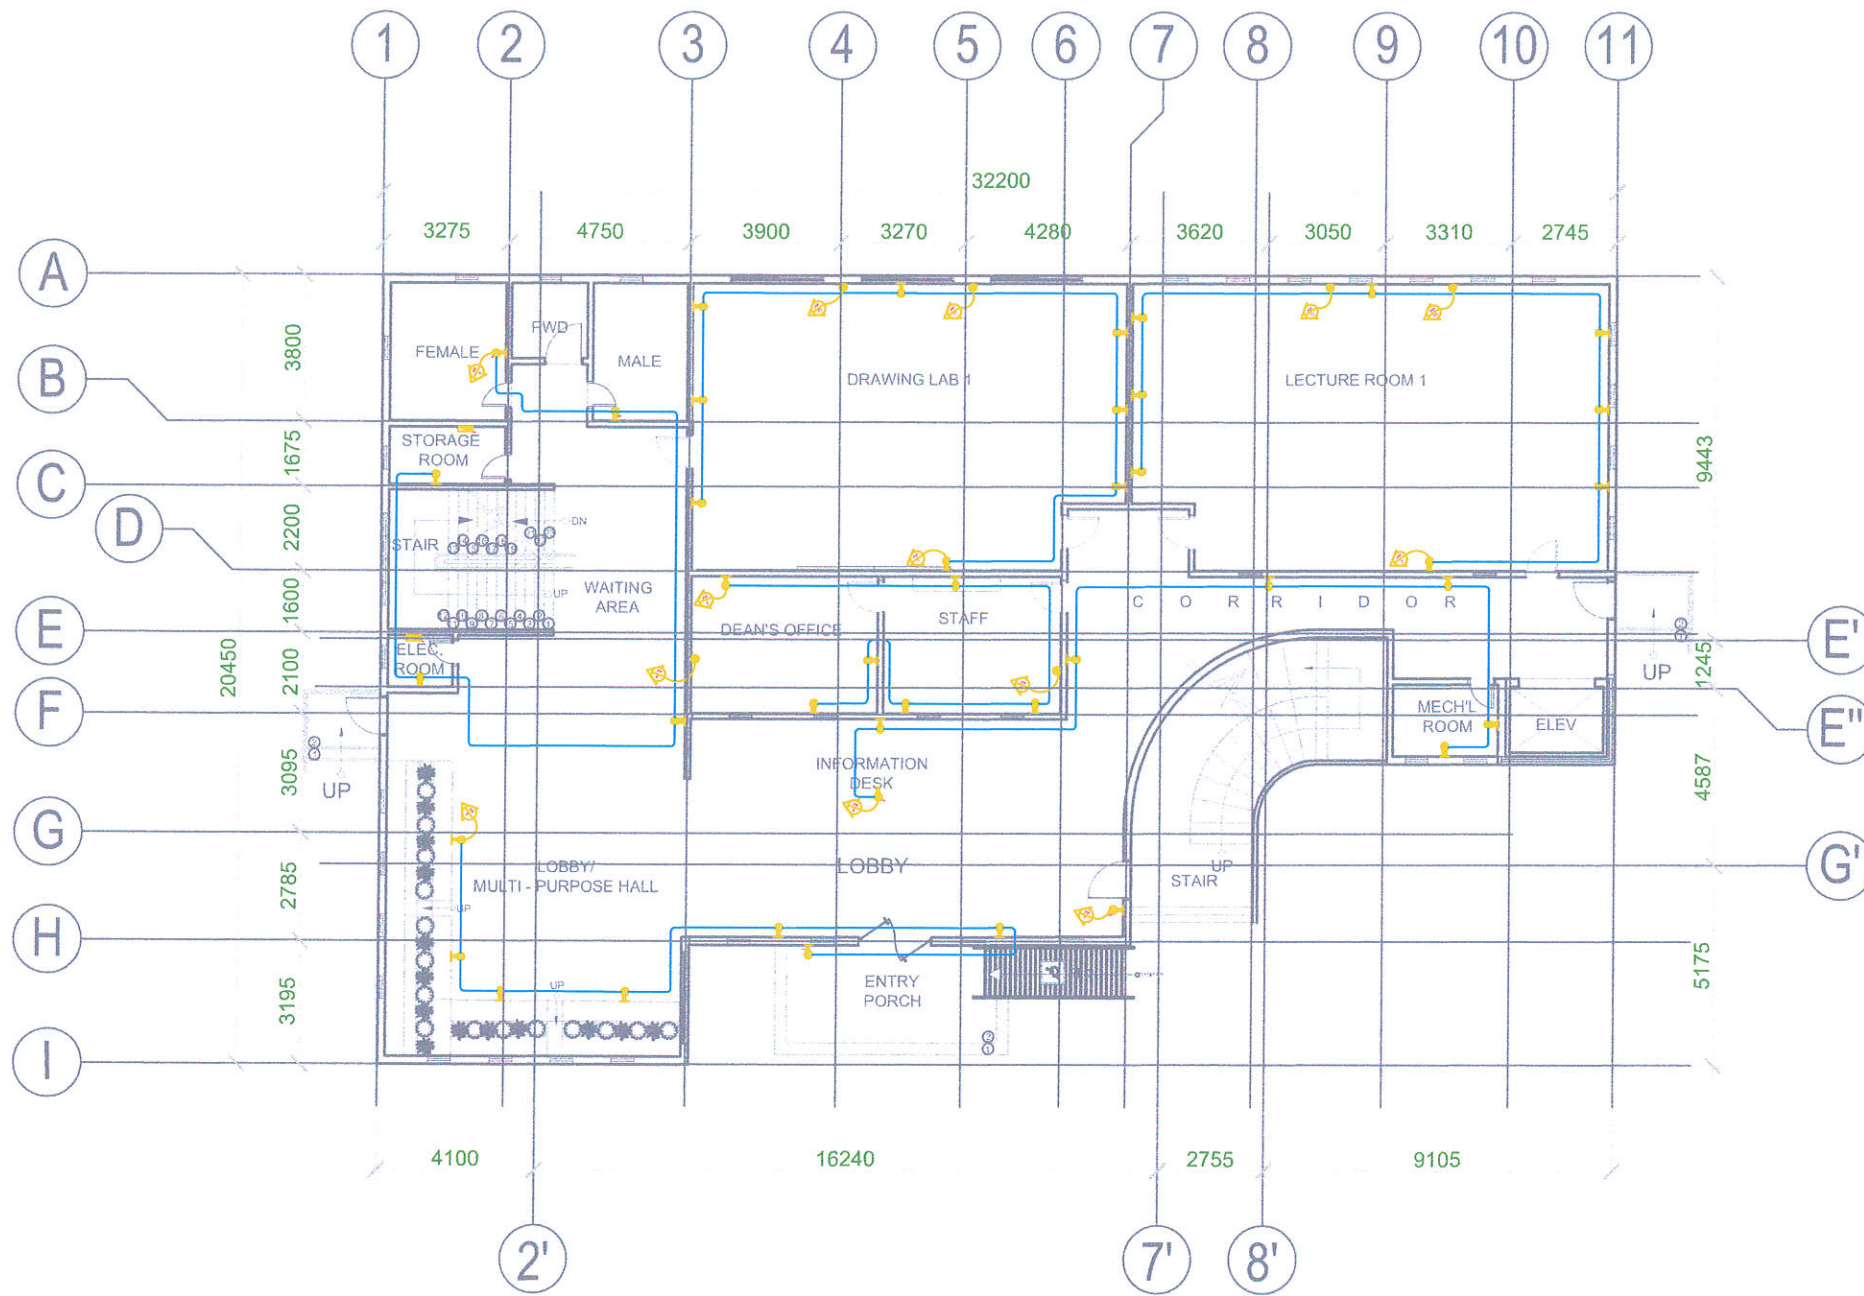 1 2 3 4 5 6 7 8 9 10 11
32200
3275 4750 3900 3270 4280 3620 3050 3310 2745
A
B
C
D
E
F
G
H
I
3800
1675
2200
1600
2100
3095
2785
3195
20450
9443
1245
4587
5175
E'
E"
G'
FEMALE
PWD
MALE
DRAWING LAB 1
LECTURE ROOM 1
STORAGE
ROOM
STAIR
DN
UP
WAITING
AREA
DEAN'S OFFICE
STAFF
CORRIDOR
ELEC.
ROOM
UP
UP
MECH'L
ROOM
ELEV
INFORMATION
DESK
LOBBY/
MULTI - PURPOSE HALL
LOBBY
UP
STAIR
UP
UP
ENTRY
PORCH
4100 16240 2755 9105
2' 7' 8'